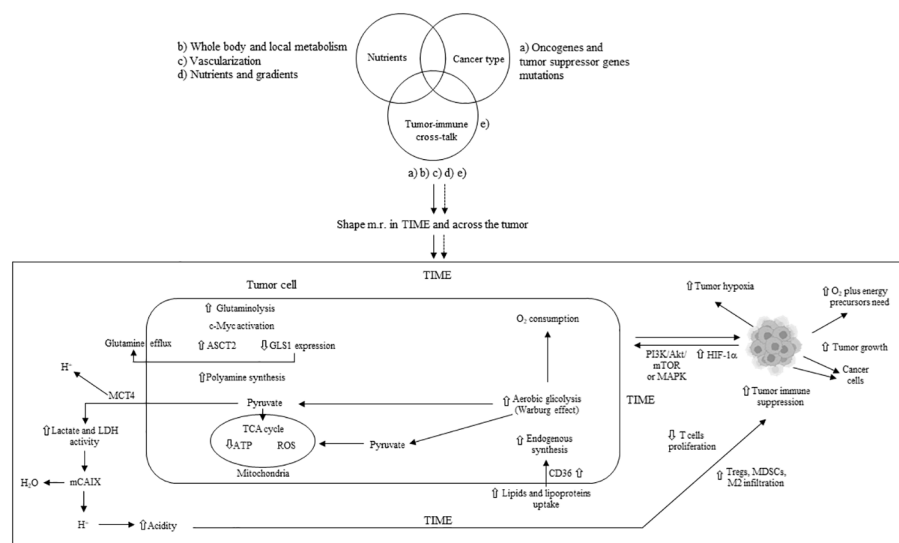 b) Whole body and local metabolism
c) Vascularization
d) Nutrients and gradients
Nutrients
Cancer type
a) Oncogenes and
tumor suppressor genes
mutations
Tumor-immune
cross-talk
e)
a) b) c) d) e)
Shape m.r. in TIME and across the tumor
TIME
Tumor cell
⇧ Glutaminolysis
c-Myc activation
⇧ ASCT2
⇩ GLS1 expression
Glutamine efflux
⇧ Polyamine synthesis
H⁺
MCT4
Pyruvate
TCA cycle
⇩ATP ROS
Mitochondria
Pyruvate
O₂ consumption
⇧ Aerobic glicolysis
(Warburg effect)
⇧ Endogenous
synthesis
CD36 ⇧
⇧ Lipids and lipoproteins
uptake
⇧ Lactate and LDH
activity
H₂O
mCAIX
H⁺
⇧ Acidity
TIME
PI3K/Akt/
mTOR
or MAPK
⇧ HIF-1α
TIME
⇧ Tumor hypoxia
⇧ O₂ plus energy
precursors need
⇧ Tumor growth
Cancer
cells
⇧ Tumor immune
suppression
⇩ T cells
proliferation
⇧ Tregs, MDSCs,
M2 infiltration